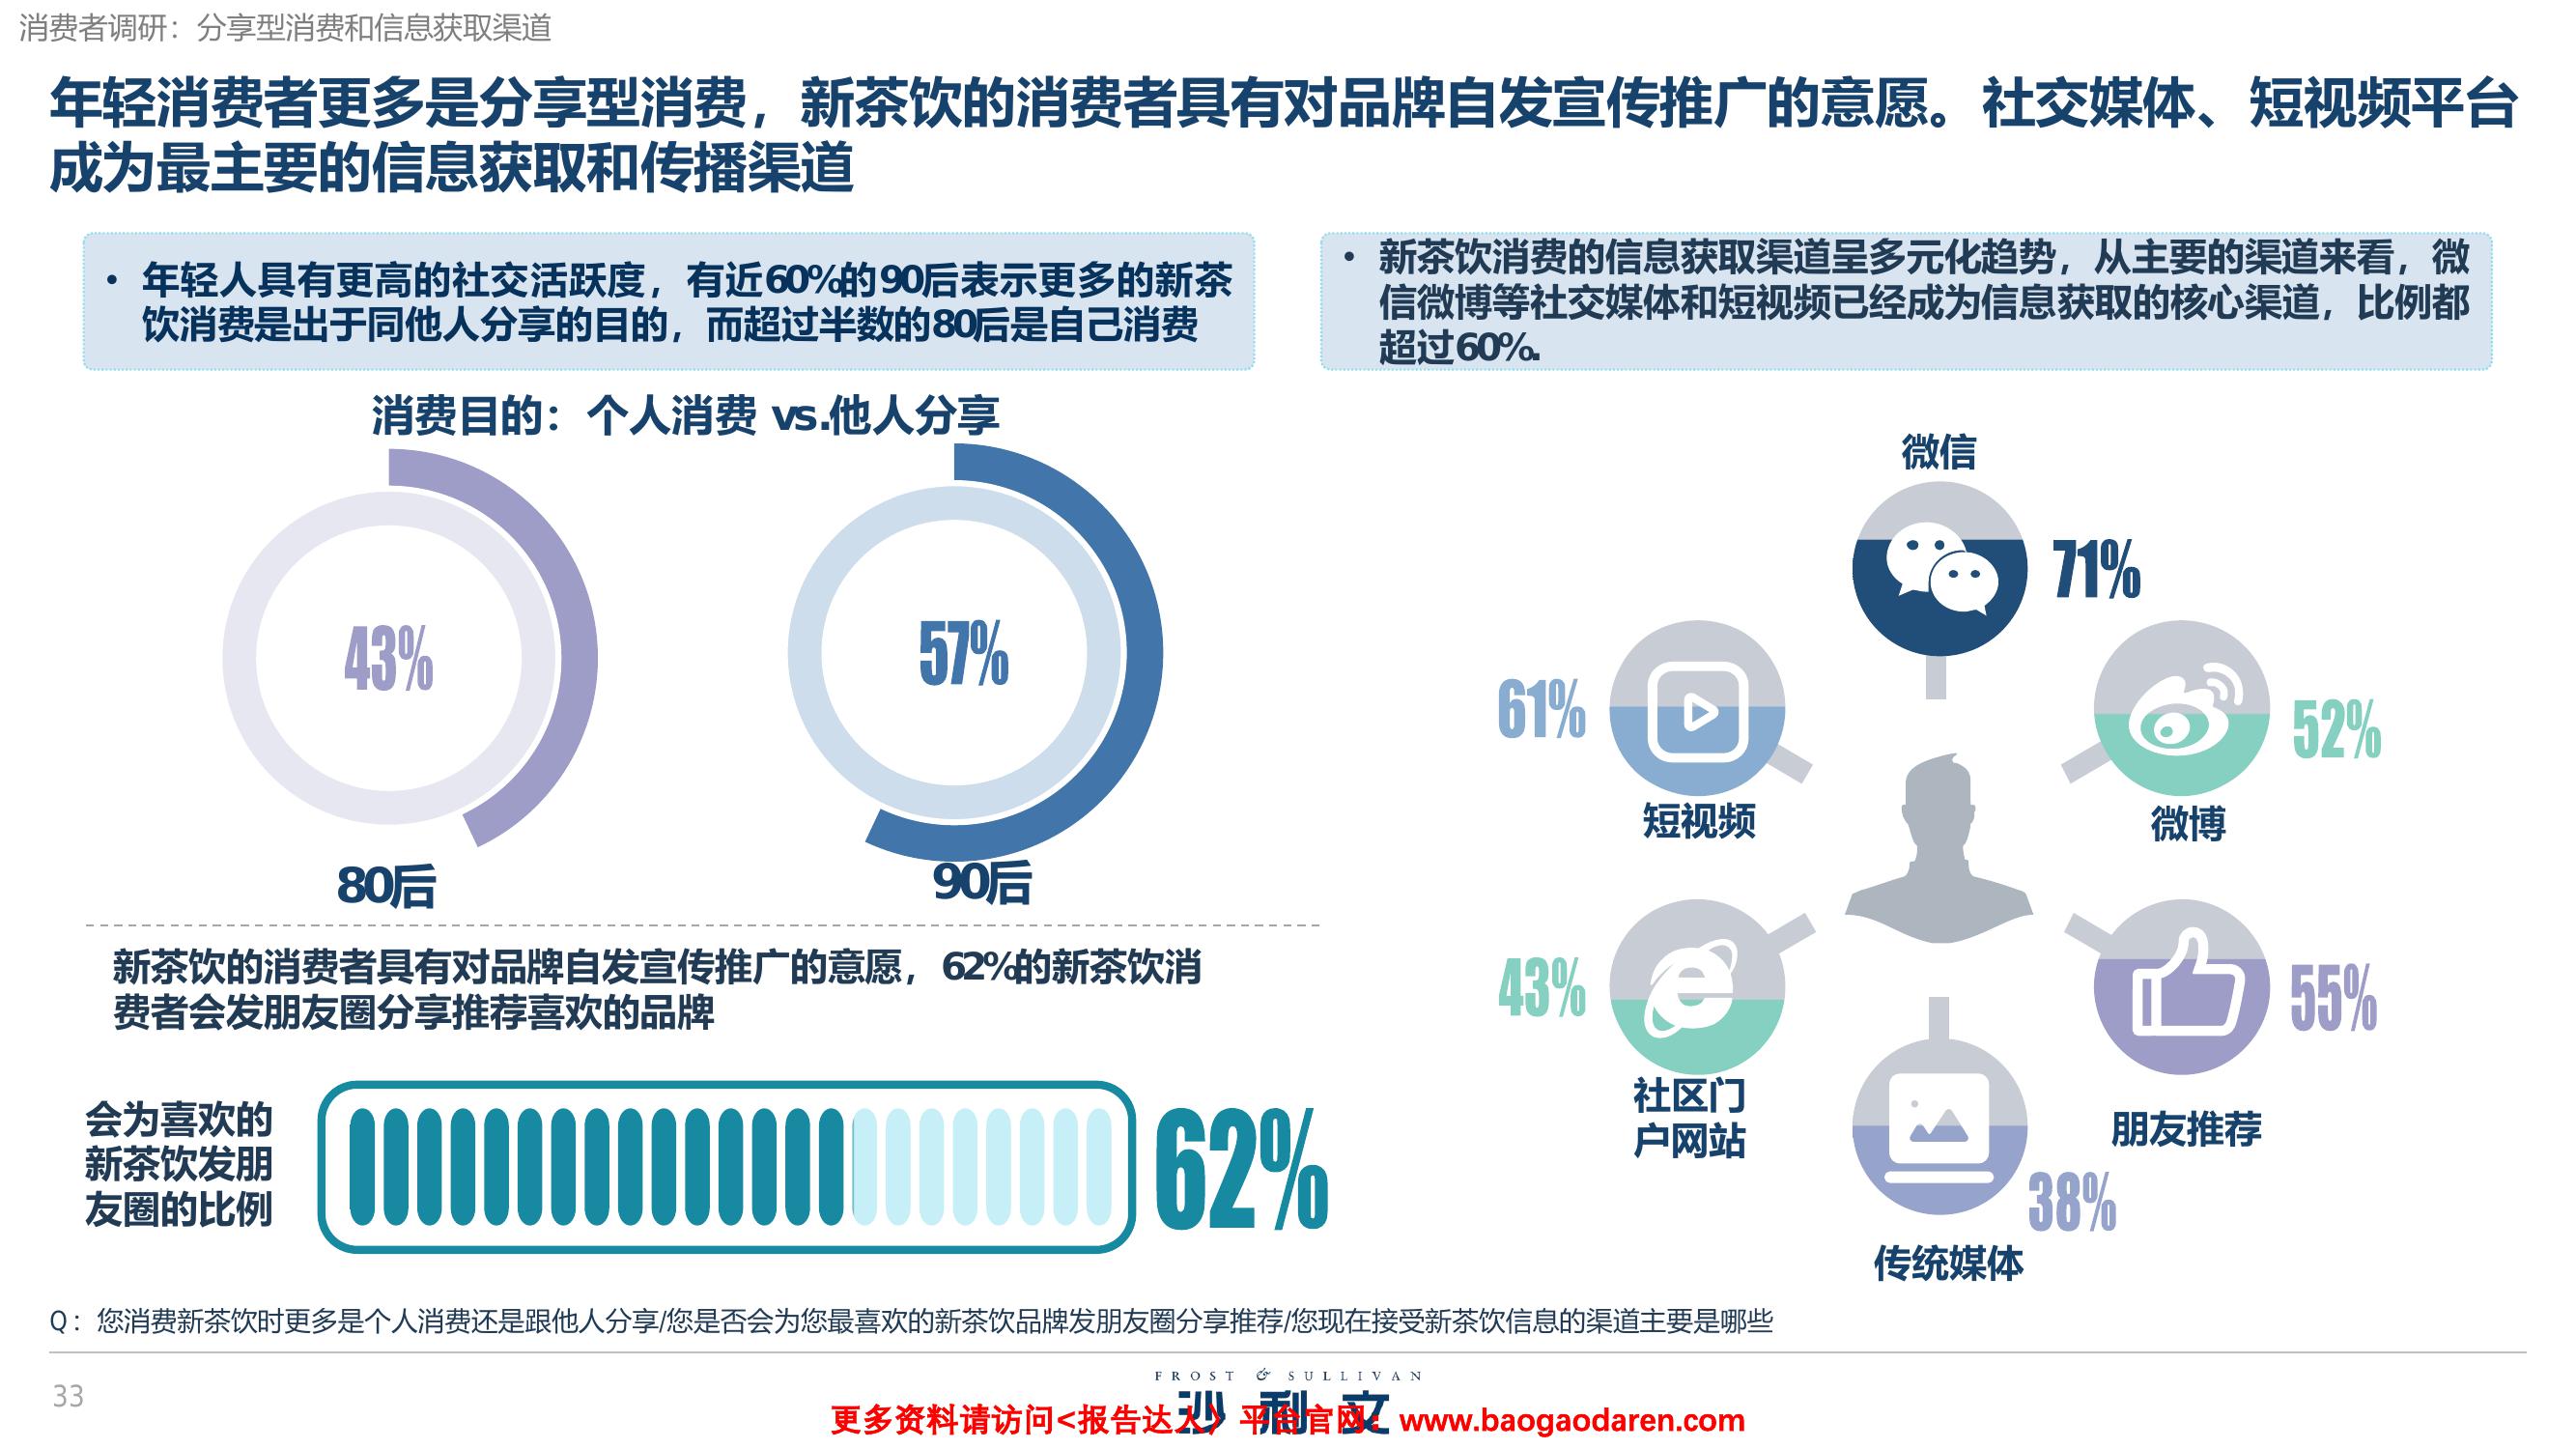 消费者调研：分享型消费和信息获取渠道
年轻消费者更多是分享型消费，新茶饮的消费者具有对品牌自发宣传推广的意愿。社交媒体、短视频平台
成为最主要的信息获取和传播渠道
• 年轻人具有更高的社交活跃度，有近60%的90后表示更多的新茶
饮消费是出于同他人分享的目的，而超过半数的80后是自己消费
消费目的：个人消费 vs.他人分享
43%
80后
57%
90后
新茶饮的消费者具有对品牌自发宣传推广的意愿，62%的新茶饮消
费者会发朋友圈分享推荐喜欢的品牌
会为喜欢的
新茶饮发朋
友圈的比例
62%
• 新茶饮消费的信息获取渠道呈多元化趋势，从主要的渠道来看，微
信微博等社交媒体和短视频已经成为信息获取的核心渠道，比例都
超过60%.
微信
71%
61%
短视频
52%
微博
43%
社区门
户网站
55%
朋友推荐
38%
传统媒体
Q：您消费新茶饮时更多是个人消费还是跟他人分享/您是否会为您最喜欢的新茶饮品牌发朋友圈分享推荐/您现在接受新茶饮信息的渠道主要是哪些
33
FROST & SULLIVAN
沙利文
更多资料请访问<报告达人〉平台官网：www.baogaodaren.com